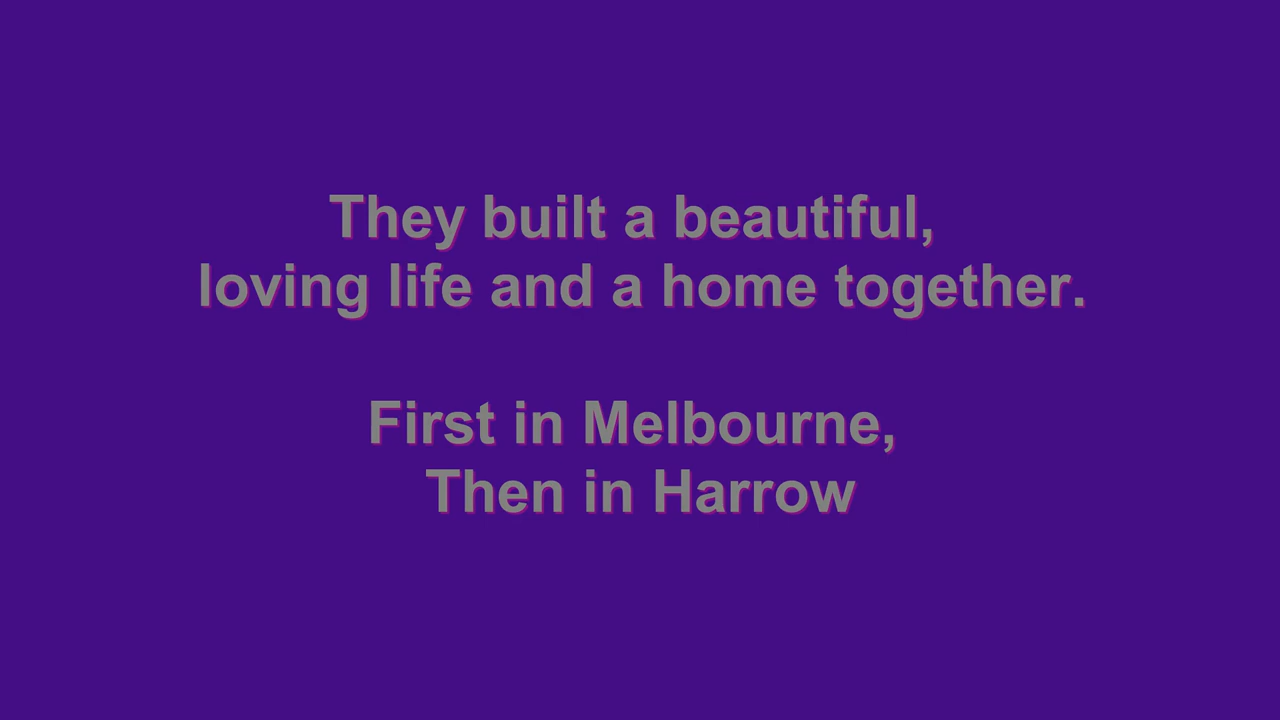 They built a beautiful,
loving life and a home together.
First in Melbourne,
Then in Harrow